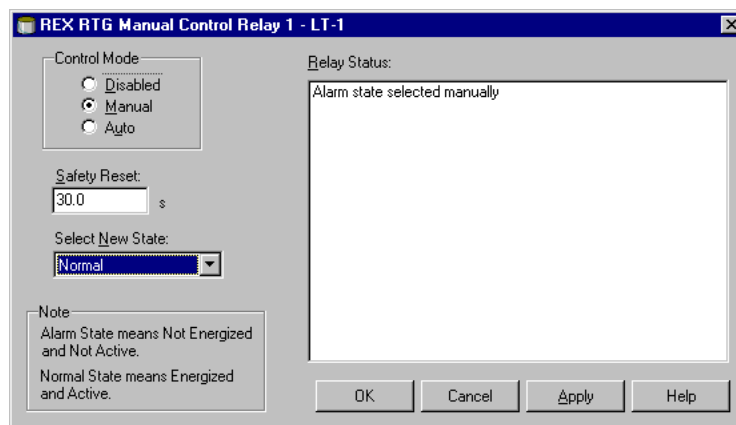 REX RTG Manual Control Relay 1 - LT-1
Control Mode
Disabled
Manual
Auto
Safety Reset:
30.0 s
Select New State:
Normal
Note
Alarm State means Not Energized
and Not Active.
Normal State means Energized
and Active.
Relay Status:
Alarm state selected manually
OK Cancel Apply Help